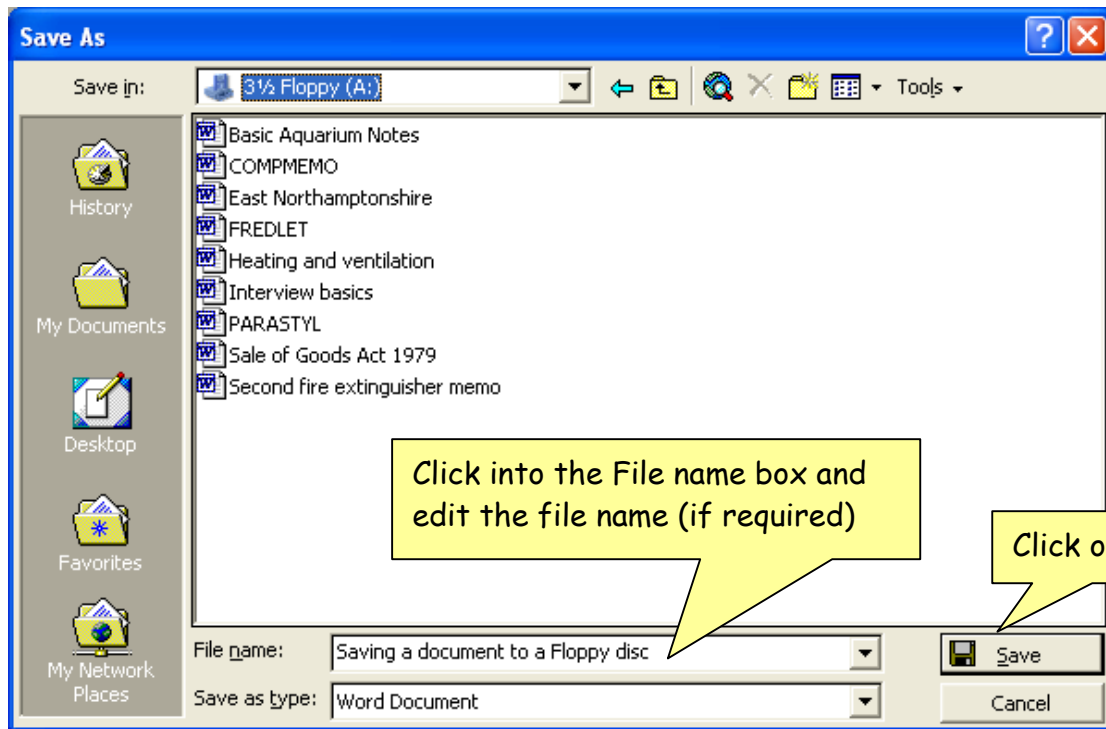 Save As
Save in:
3½ Floppy (A:)
Tools
History
My Documents
Desktop
Favorites
My Network
Places
Basic Aquarium Notes
COMPMEMO
East Northamptonshire
FREDLET
Heating and ventilation
Interview basics
PARASTYL
Sale of Goods Act 1979
Second fire extinguisher memo
Click into the File name box and
edit the file name (if required)
Click o
File name:
Saving a document to a Floppy disc
Save
Save as type:
Word Document
Cancel